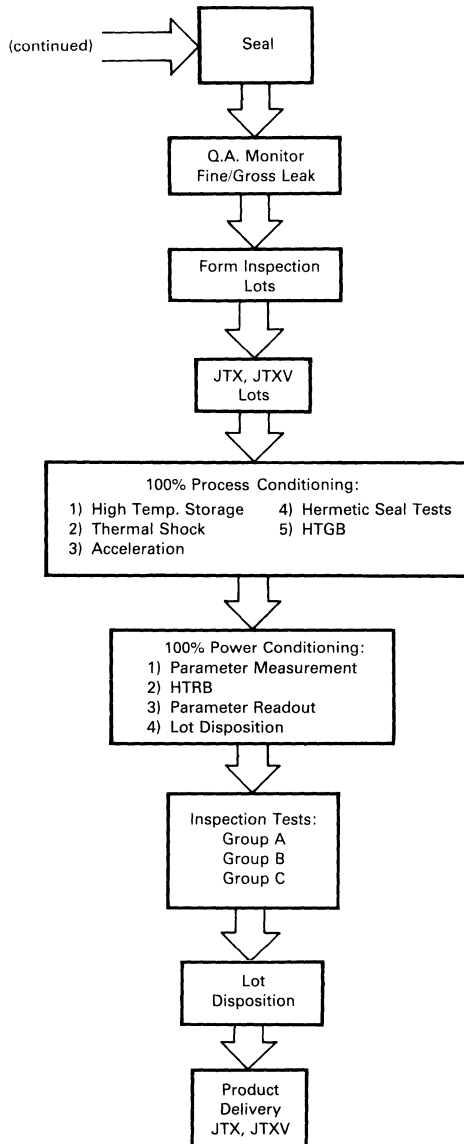 (continued)
Seal
Q.A. Monitor
Fine/Gross Leak
Form Inspection
Lots
JTX, JTXV
Lots
100% Process Conditioning:
1) High Temp. Storage
2) Thermal Shock
3) Acceleration
4) Hermetic Seal Tests
5) HTGB
100% Power Conditioning:
1) Parameter Measurement
2) HTRB
3) Parameter Readout
4) Lot Disposition
Inspection Tests:
Group A
Group B
Group C
Lot
Disposition
Product
Delivery
JTX, JTXV